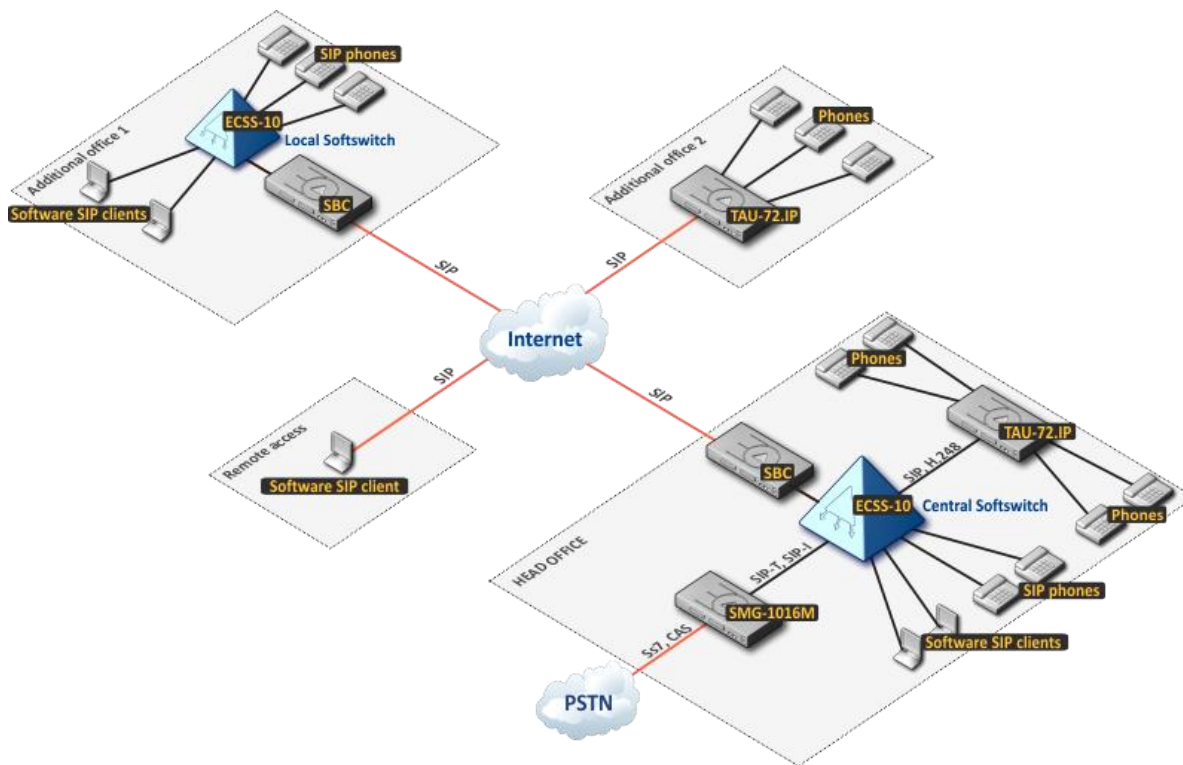 SIP phones
ECSS-10
Local Softswitch
Additional office 1
Software SIP clients
SBC
SIP
Phones
Additional office 2
TAU-72.IP
SIP
Internet
SIP
Remote access
Software SIP client
SIP
HEAD OFFICE
Phones
TAU-72.IP
SBC
SIP, H.248
ECSS-10
Central Softswitch
Phones
SIP-T, SIP-I
SIP phones
SMG-1016M
Software SIP clients
Ss7, CAS
PSTN